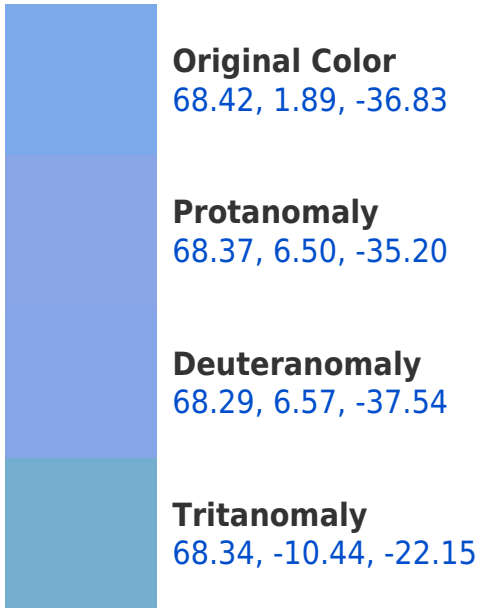 Original Color
68.42, 1.89, -36.83
Protanomaly
68.37, 6.50, -35.20
Deuteranomaly
68.29, 6.57, -37.54
Tritanomaly
68.34, -10.44, -22.15